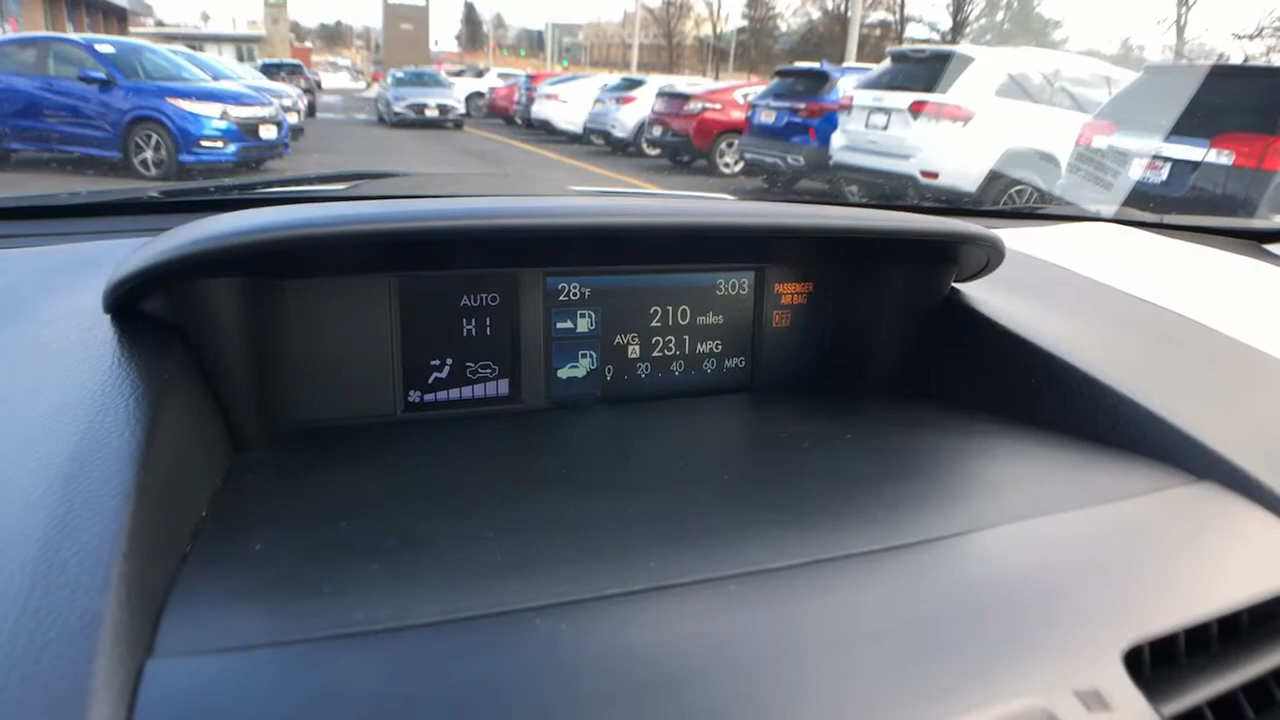 AUTO
HI
28°F
3:03
210 miles
AVG.
A 23.1 MPG
0 . 20 . 40 . 60 . MPG
PASSENGER
AIR BAG
OFF